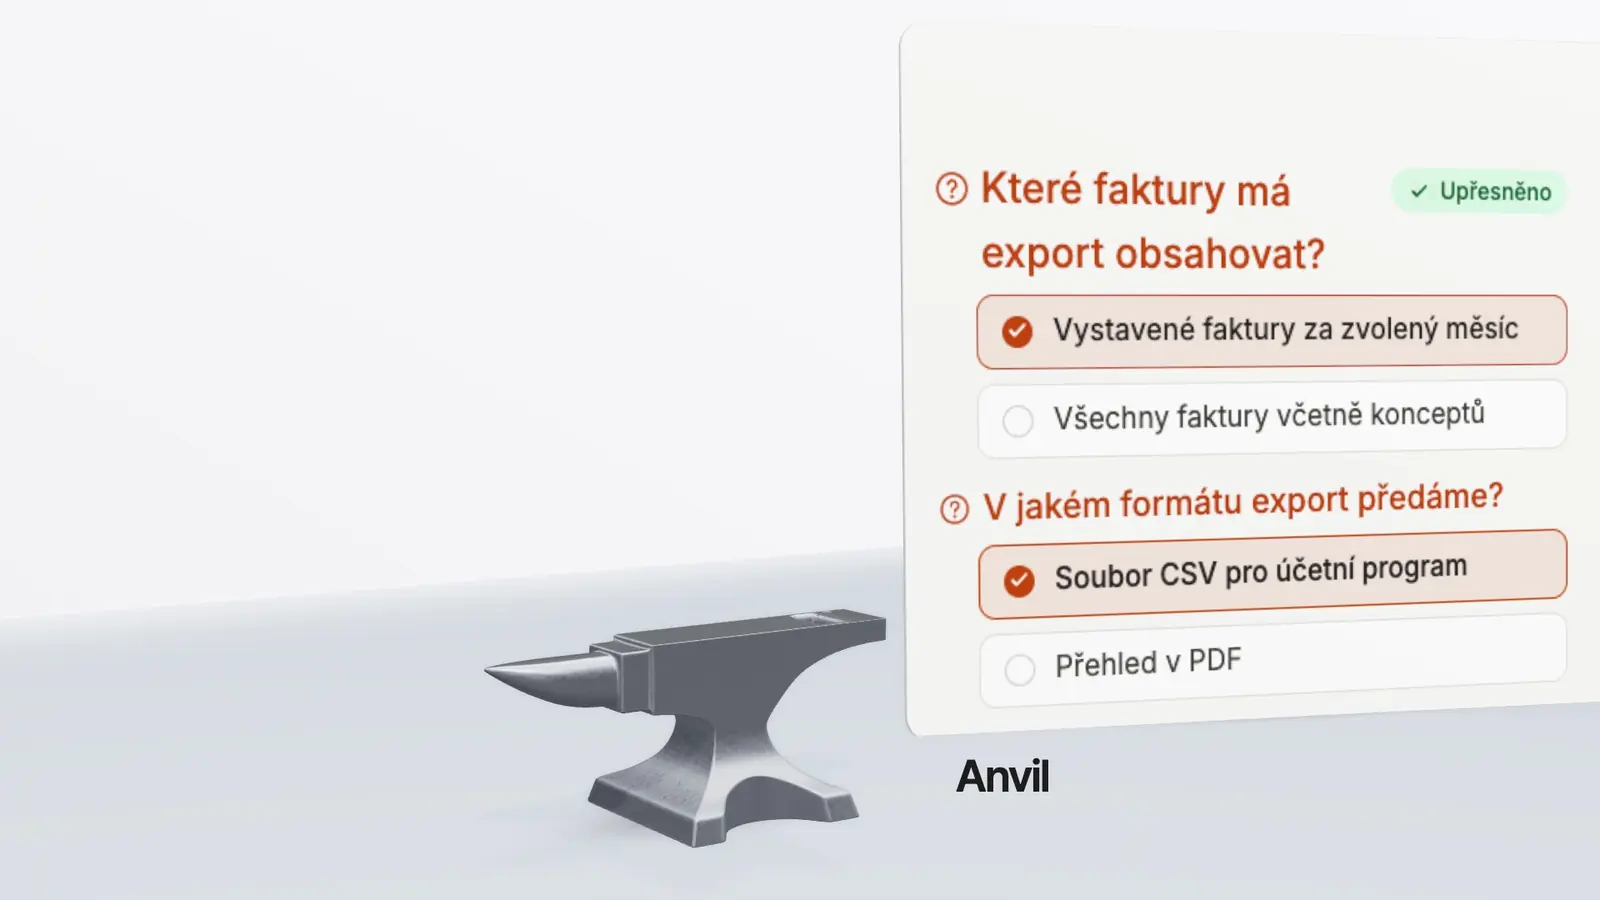 Které faktury má
export obsahovat?
Upřesněno
Vystavené faktury za zvolený měsíc
Všechny faktury včetně konceptů
V jakém formátu export předáme?
Soubor CSV pro účetní program
Přehled v PDF
Anvil